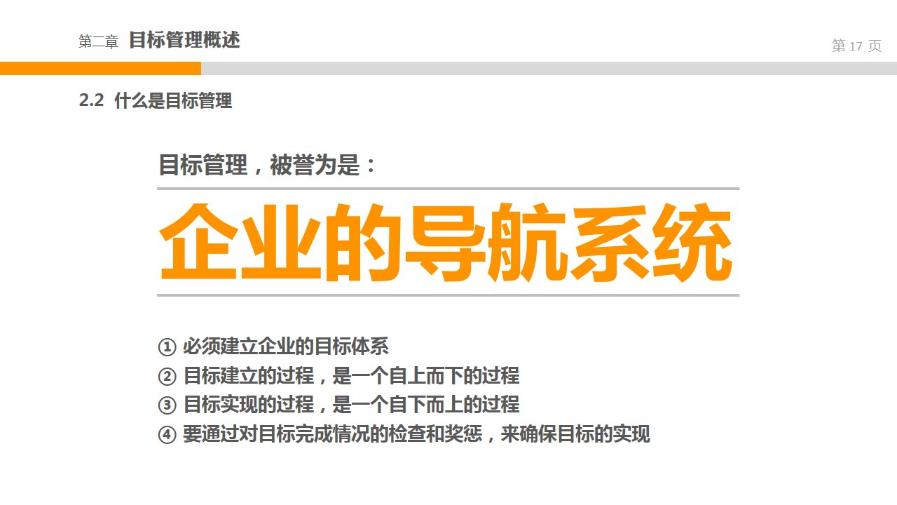 第二章 目标管理概述
第 17 页
2.2 什么是目标管理
目标管理，被誉为是：
企业的导航系统
① 必须建立企业的目标体系
② 目标建立的过程，是一个自上而下的过程
③ 目标实现的过程，是一个自下而上的过程
④ 要通过对目标完成情况的检查和奖惩，来确保目标的实现